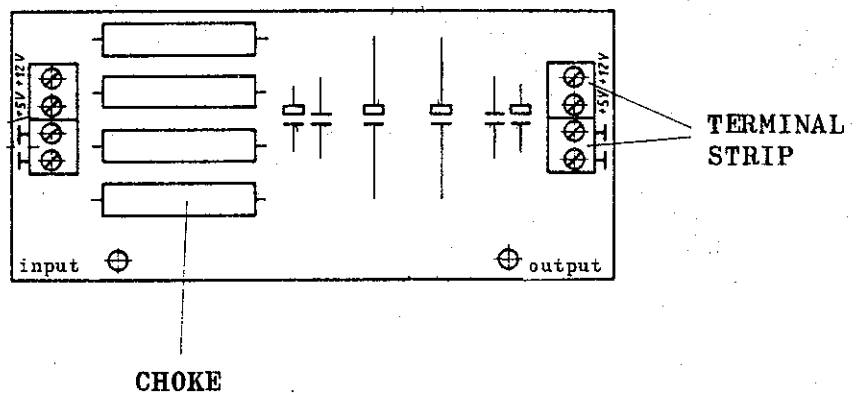 +5V +12V
+5V +12V
TERMINAL
STRIP
input
output
CHOKE